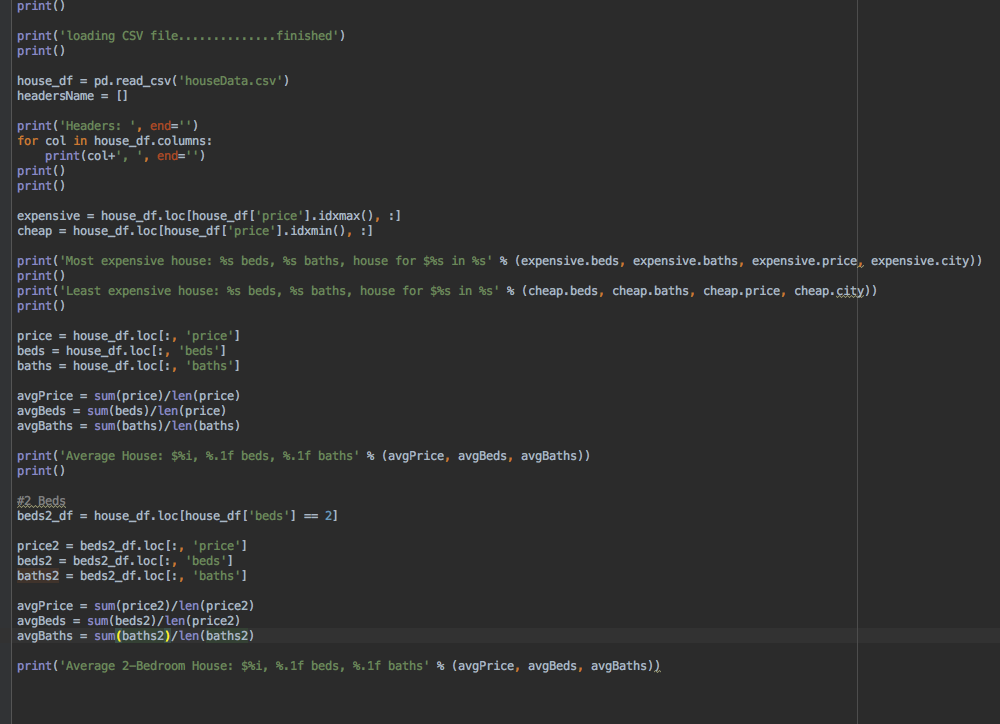 print()
print('loading CSV file..............finished')
print()
house_df = pd.read_csv('houseData.csv')
headersName = []
print('Headers: ', end='')
for col in house_df.columns:
    print(col+', ', end='')
print()
print()
expensive = house_df.loc[house_df['price'].idxmax(), :]
cheap = house_df.loc[house_df['price'].idxmin(), :]
print('Most expensive house: %s beds, %s baths, house for $%s in %s' % (expensive.beds, expensive.baths, expensive.price, expensive.city))
print()
print('Least expensive house: %s beds, %s baths, house for $%s in %s' % (cheap.beds, cheap.baths, cheap.price, cheap.city))
print()
price = house_df.loc[:, 'price']
beds = house_df.loc[:, 'beds']
baths = house_df.loc[:, 'baths']
avgPrice = sum(price)/len(price)
avgBeds = sum(beds)/len(price)
avgBaths = sum(baths)/len(baths)
print('Average House: $%i, %.1f beds, %.1f baths' % (avgPrice, avgBeds, avgBaths))
print()
#2 Beds
beds2_df = house_df.loc[house_df['beds'] == 2]
price2 = beds2_df.loc[:, 'price']
beds2 = beds2_df.loc[:, 'beds']
baths2 = beds2_df.loc[:, 'baths']
avgPrice = sum(price2)/len(price2)
avgBeds = sum(beds2)/len(price2)
avgBaths = sum(baths2)/len(baths2)
print('Average 2-Bedroom House: $%i, %.1f beds, %.1f baths' % (avgPrice, avgBeds, avgBaths))